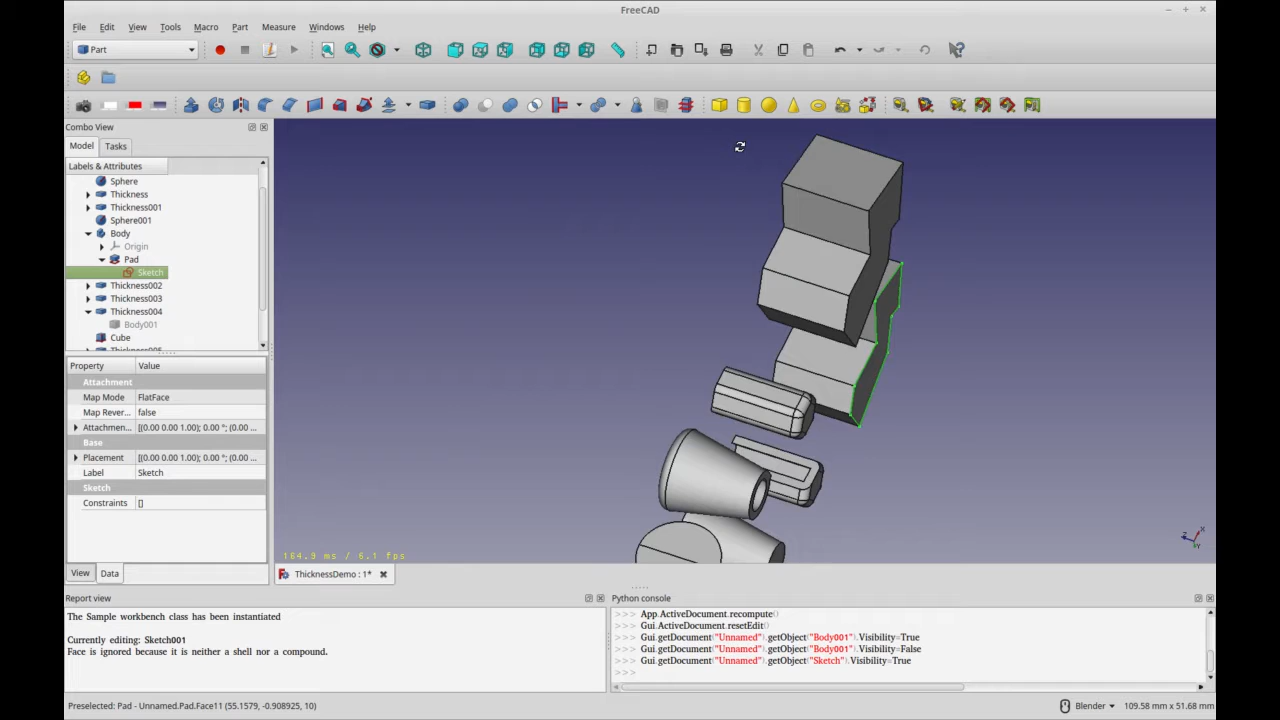 FreeCAD
File Edit View Tools Macro Part Measure Windows Help
Part
Combo View
Model Tasks
Labels & Attributes
Sphere
Thickness
Thickness001
Sphere001
Body
Origin
Pad
Sketch
Thickness002
Thickness003
Thickness004
Body001
Cube
Thickness005
Property Value
Attachment
Map Mode FlatFace
Map Rever... false
Attachmen... [(0.00 0.00 1.00); 0.00 °; (0.00 ...
Base
Placement [(0.00 0.00 1.00); 0.00 °; (0.00 ...
Label Sketch
Sketch
Constraints []
View Data
164.9 ms / 6.1 fps
ThicknessDemo : 1*
Report view
The Sample workbench class has been instantiated
Currently editing: Sketch001
Face is ignored because it is neither a shell nor a compound.
Python console
>>> App.ActiveDocument.recompute()
>>> Gui.ActiveDocument.resetEdit()
>>> Gui.getDocument("Unnamed").getObject("Body001").Visibility=True
>>> Gui.getDocument("Unnamed").getObject("Body001").Visibility=False
>>> Gui.getDocument("Unnamed").getObject("Sketch").Visibility=True
>>>
Preselected: Pad - Unnamed.Pad.Face11 (55.1579, -0.908925, 10)
Blender
109.58 mm x 51.68 mm